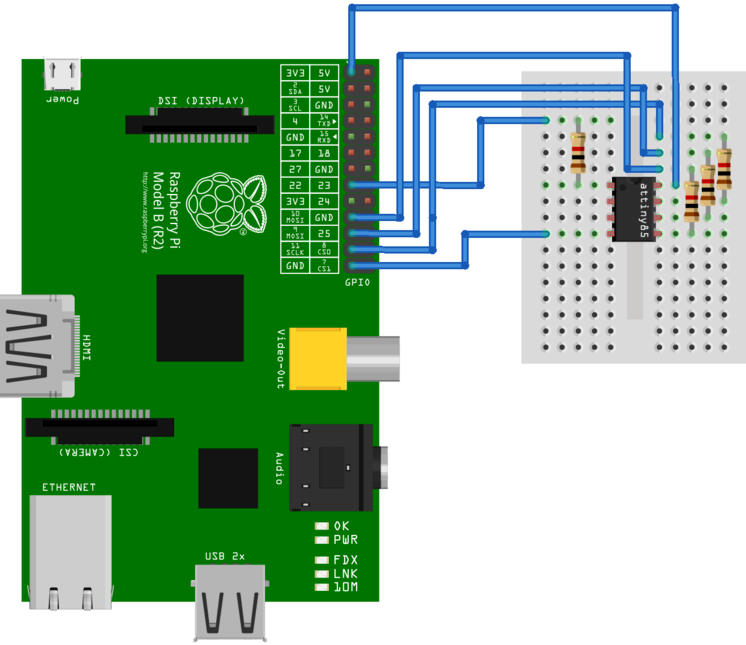 Power
DSI (DISPLAY)
Raspberry Pi
Model B (R2)
http://www.raspberrypi.org
3V3 5V
2 SDA 5V
3 SCL GND
4 14 TXD
GND 15 RXD
17 18
27 GND
22 23
3V3 24
10 MOSI GND
9 MOSI 25
11 SCLK 8 CS0
GND 7 CS1
GPIO
attiny85
HDMI
Video-Out
CSI (CAMERA)
Audio
ETHERNET
OK
PWR
USB 2x
FDX
LNK
10M